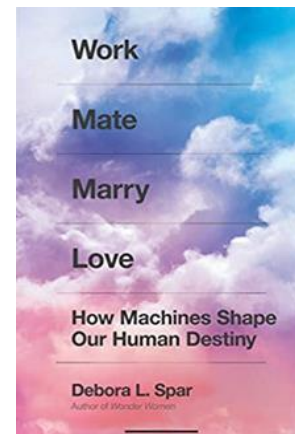 Work
Mate
Marry
Love
How Machines Shape
Our Human Destiny
Debora L. Spar
Author of Wonder Women